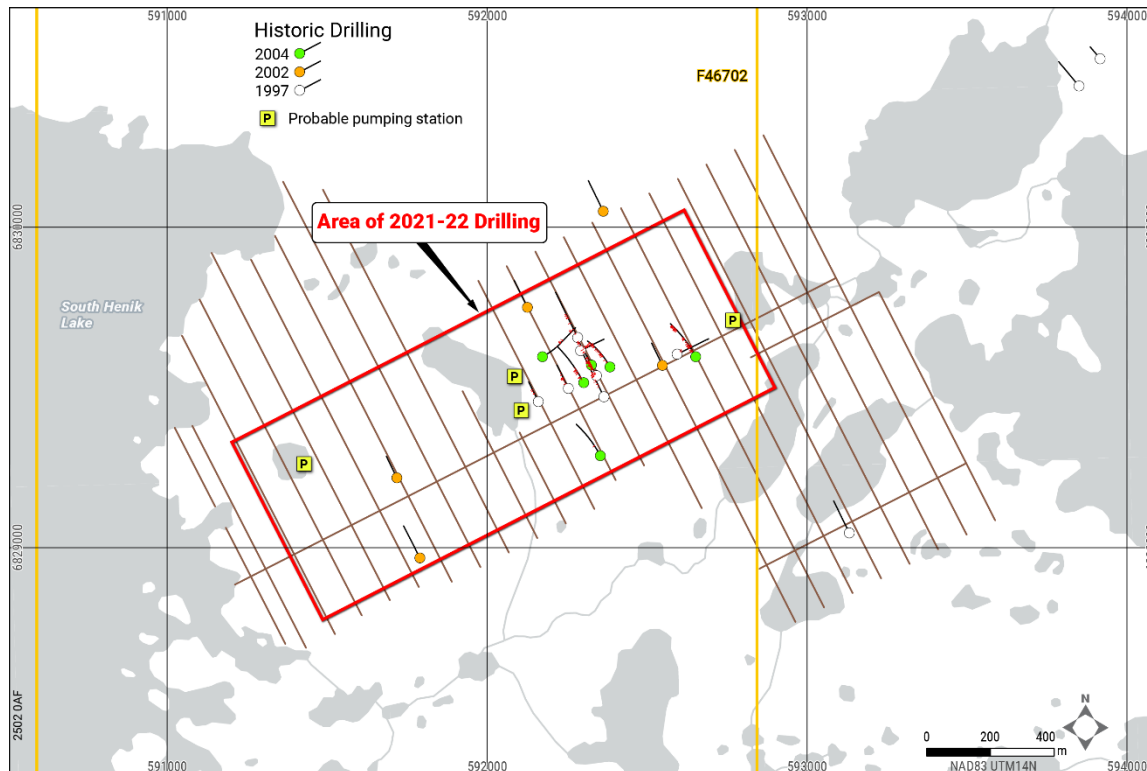 591000
592000
593000
594000
Historic Drilling
2004
2002
1997
P Probable pumping station
F46702
6830000
Area of 2021-22 Drilling
South Henik
Lake
P
P
P
P
6829000
2502 0AF
N
0 200 400
m
591000
592000
593000
594000
NAD83 UTM14N